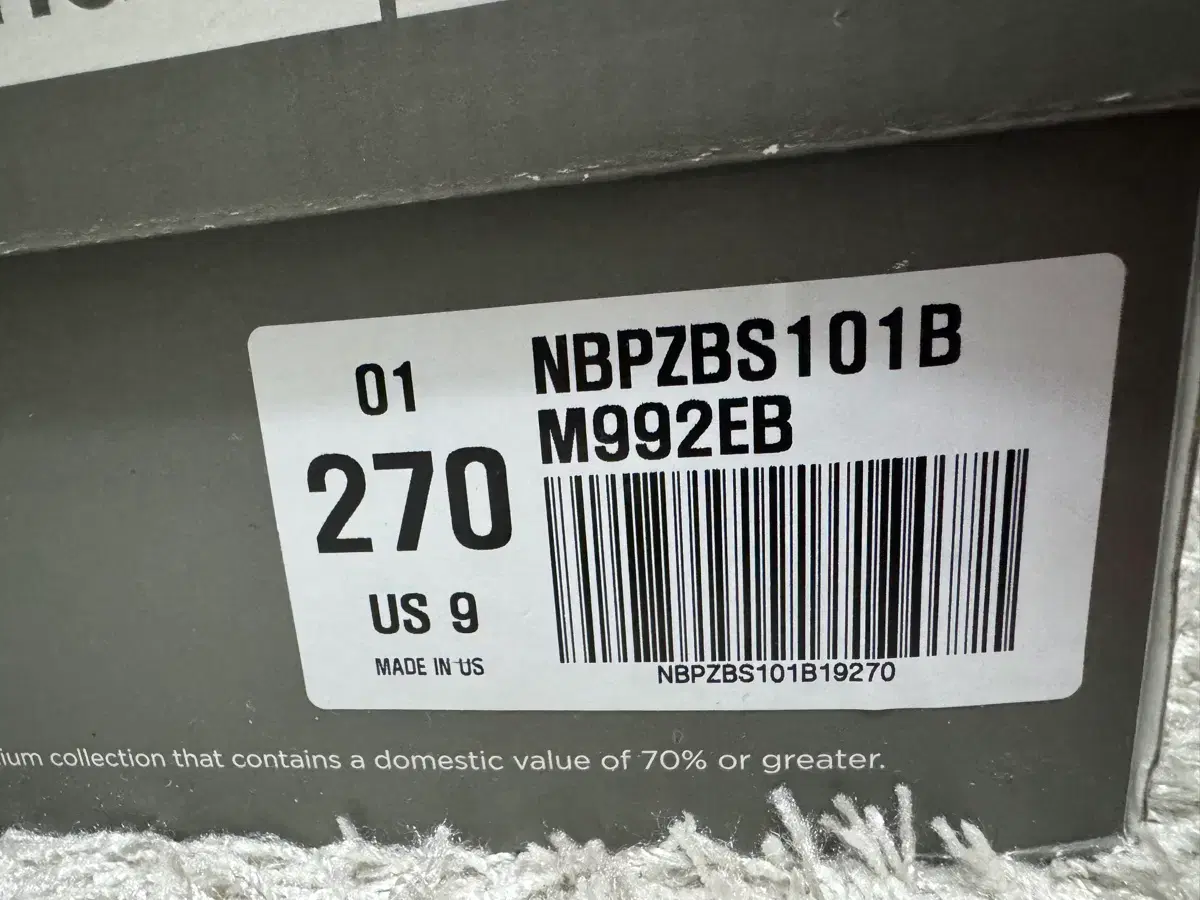 01
270
US 9
MADE IN US
NBPZBS101B
M992EB
NBPZBS101B19270
collection that contains a domestic value of 70% or greater.